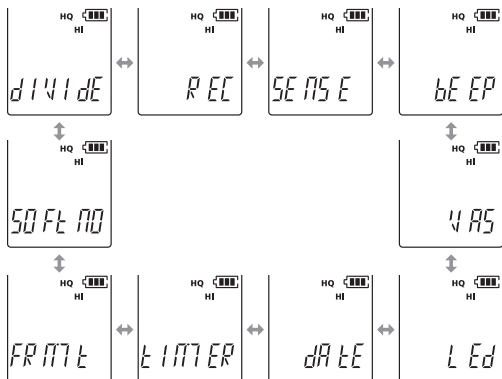 HQ HQ HQ HQ
HI HI HI HI
dIVIdE REC SENSE bEEP
HQ HQ
HI HI
SOFt NO VAS
HQ HQ HQ HQ
HI HI HI HI
FRMt tIMER dAtE LEd